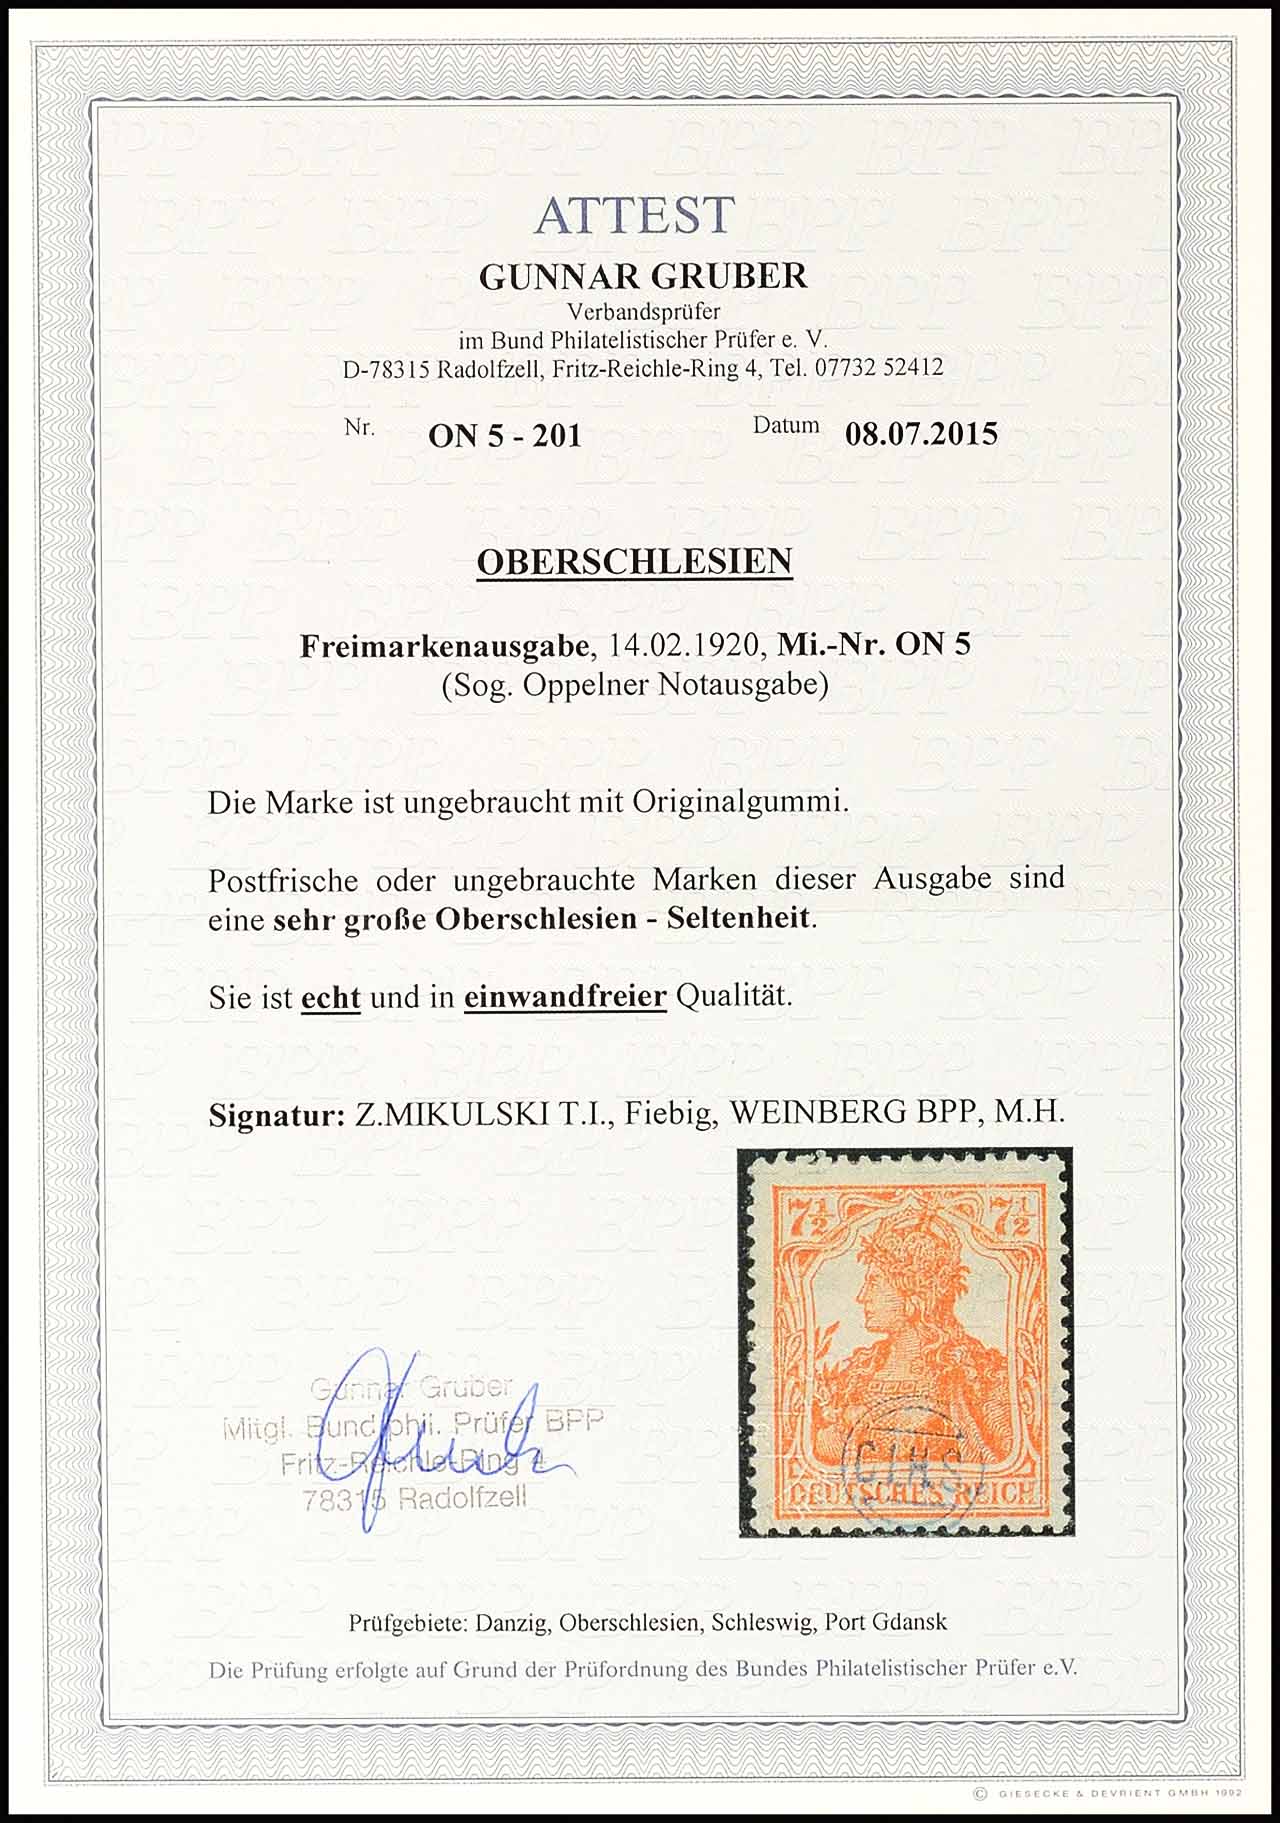 ATTEST
GUNNAR GRUBER
Verbandsprüfer
im Bund Philatelistischer Prüfer e. V.
D-78315 Radolfzell, Fritz-Reichle-Ring 4, Tel. 07732 52412
Nr. ON 5 - 201 Datum 08.07.2015
OBERSCHLESIEN
Freimarkenausgabe, 14.02.1920, Mi.-Nr. ON 5
(Sog. Oppelner Notausgabe)
Die Marke ist ungebraucht mit Originalgummi.
Postfrische oder ungebrauchte Marken dieser Ausgabe sind
eine sehr große Oberschlesien - Seltenheit.
Sie ist echt und in einwandfreier Qualität.
Signatur: Z.MIKULSKI T.I., Fiebig, WEINBERG BPP, M.H.
7½ 7½
C.I.H.S.
DEUTSCHES REICH
Gunnar Gruber
Mitgl. Bund phil. Prüfer BPP
Fritz-Reichle-Ring 4
78315 Radolfzell
Prüfgebiete: Danzig, Oberschlesien, Schleswig, Port Gdansk
Die Prüfung erfolgte auf Grund der Prüfordnung des Bundes Philatelistischer Prüfer e.V.
© GIESECKE & DEVRIENT GMBH 1992